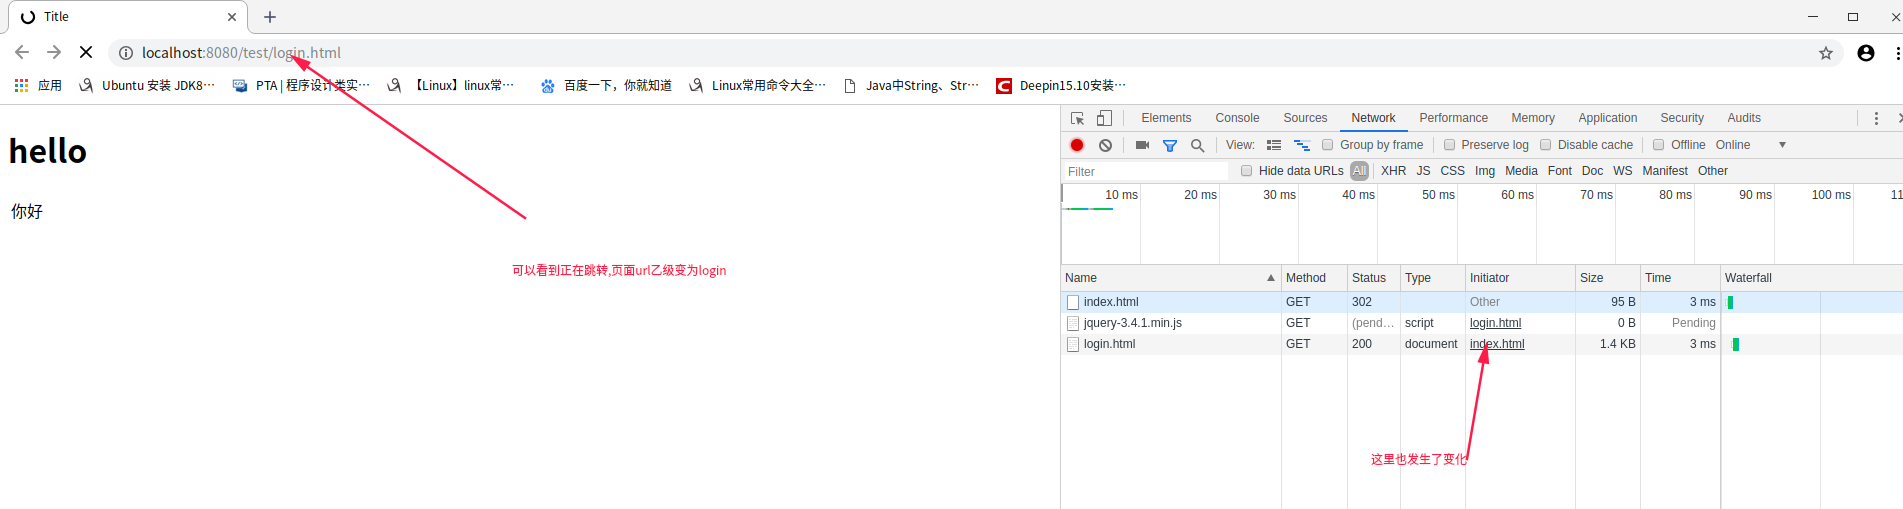 Title
localhost:8080/test/login.html
应用 Ubuntu 安装 JDK8… PTA | 程序设计类实… 【Linux】linux常… 百度一下，你就知道 Linux常用命令大全… Java中String、Str… Deepin15.10安装…
hello
你好
可以看到正在跳转,页面url乙级变为login
Elements Console Sources Network Performance Memory Application Security Audits
View: Group by frame Preserve log Disable cache Offline Online
Filter Hide data URLs All XHR JS CSS Img Media Font Doc WS Manifest Other
10 ms 20 ms 30 ms 40 ms 50 ms 60 ms 70 ms 80 ms 90 ms 100 ms 11
Name Method Status Type Initiator Size Time Waterfall
index.html GET 302 Other 95 B 3 ms
jquery-3.4.1.min.js GET (pend… script login.html 0 B Pending
login.html GET 200 document index.html 1.4 KB 3 ms
这里也发生了变化